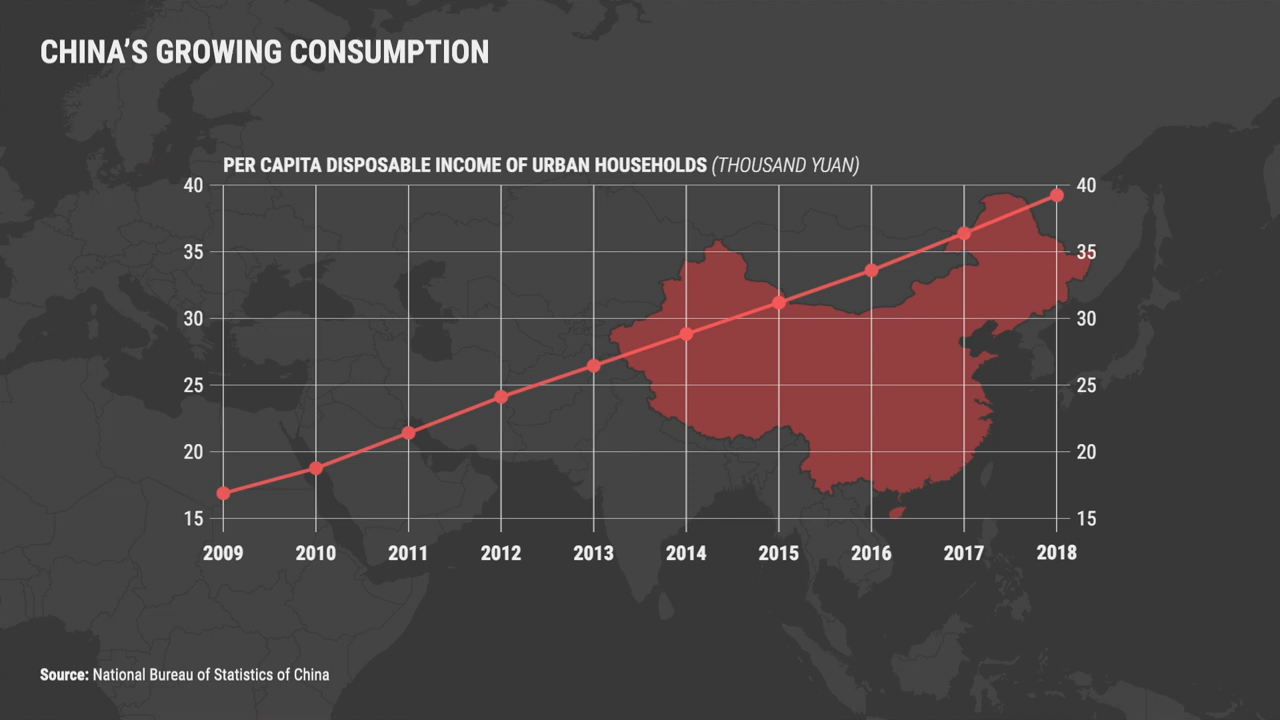 CHINA'S GROWING CONSUMPTION
PER CAPITA DISPOSABLE INCOME OF URBAN HOUSEHOLDS (THOUSAND YUAN)
40 40
35 35
30 30
25 25
20 20
15 15
2009 2010 2011 2012 2013 2014 2015 2016 2017 2018
Source: National Bureau of Statistics of China